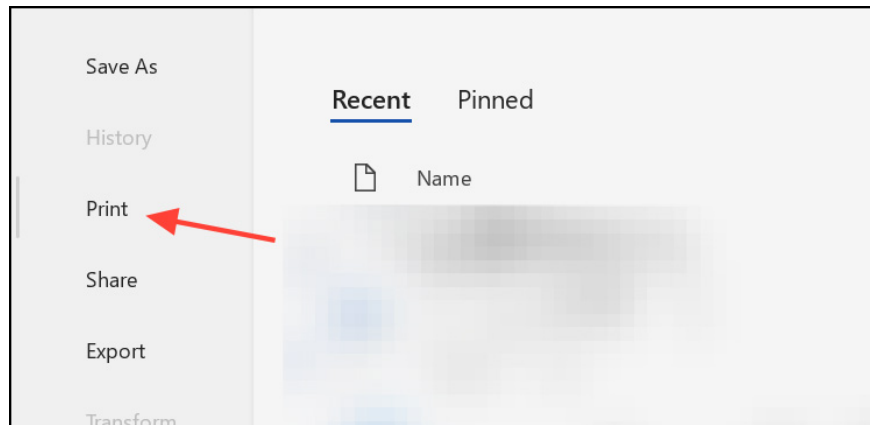 Save As
History
Print
Share
Export
Transform
Recent Pinned
Name